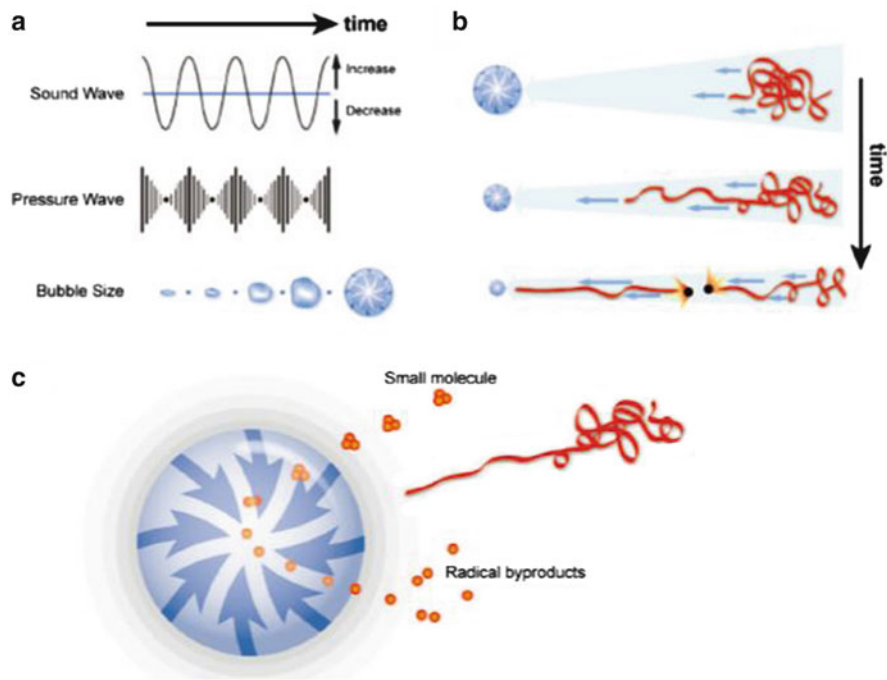 a
time
Sound Wave
Increase
Decrease
Pressure Wave
Bubble Size
b
time
c
Small molecule
Radical byproducts